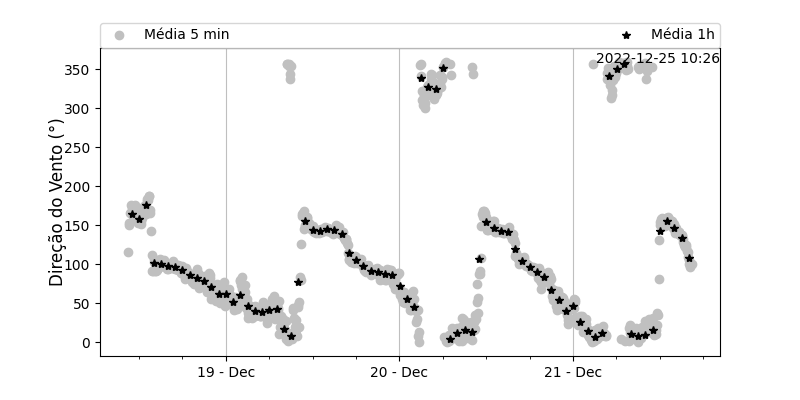 Média 5 min
Média 1h
2022-12-25 10:26
Direção do Vento (°)
350
300
250
200
150
100
50
0
19 - Dec
20 - Dec
21 - Dec